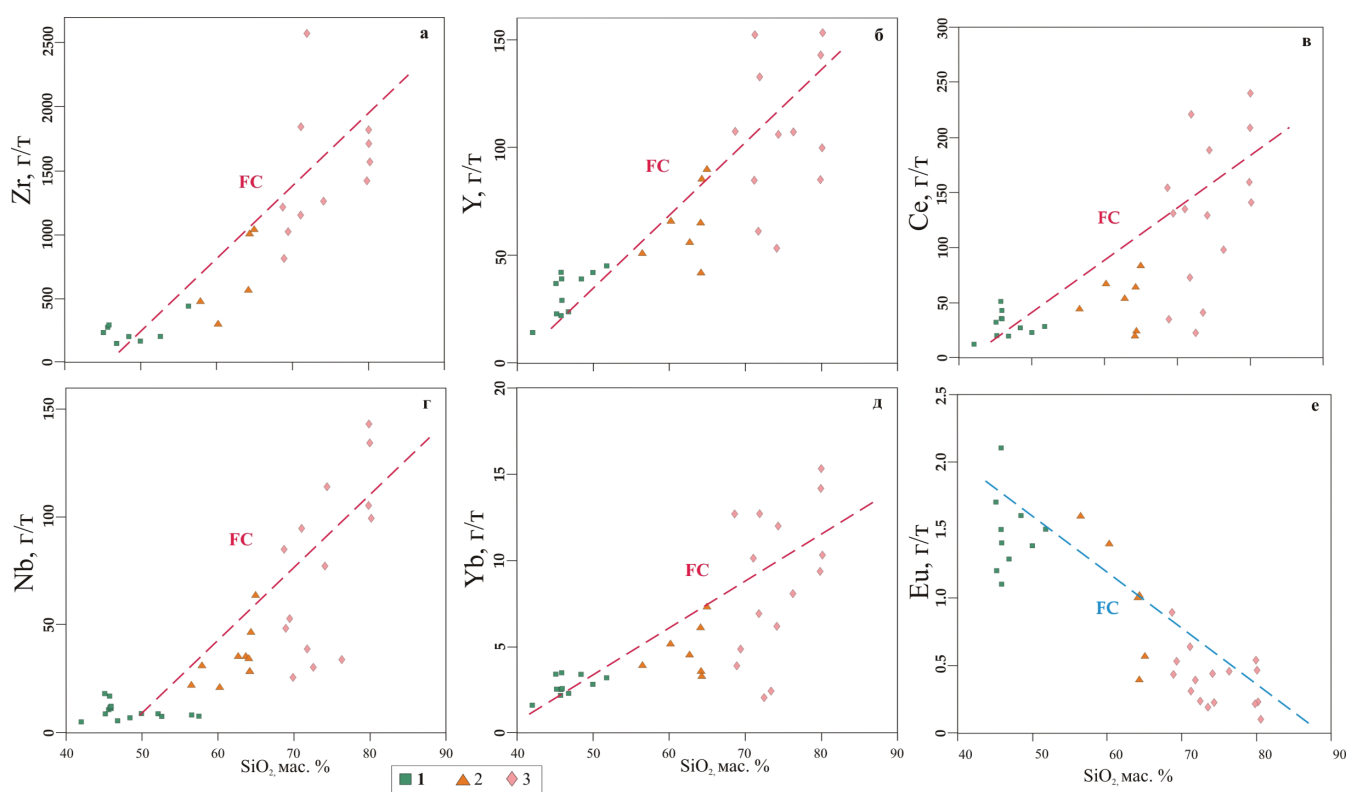 а
Zr, г/т
0
500
1000
1500
2000
2500
FC
б
Y, г/т
0
50
100
150
FC
в
Ce, г/т
0
50
100
150
200
250
300
FC
г
Nb, г/т
0
50
100
150
FC
40 50 60 70 80 90
SiO2, мас. %
д
Yb, г/т
0
5
10
15
20
FC
40 50 60 70 80 90
SiO2, мас. %
е
Eu, г/т
0
0.5
1.0
1.5
2.0
2.5
FC
40 50 60 70 80 90
SiO2, мас. %
1 2 3